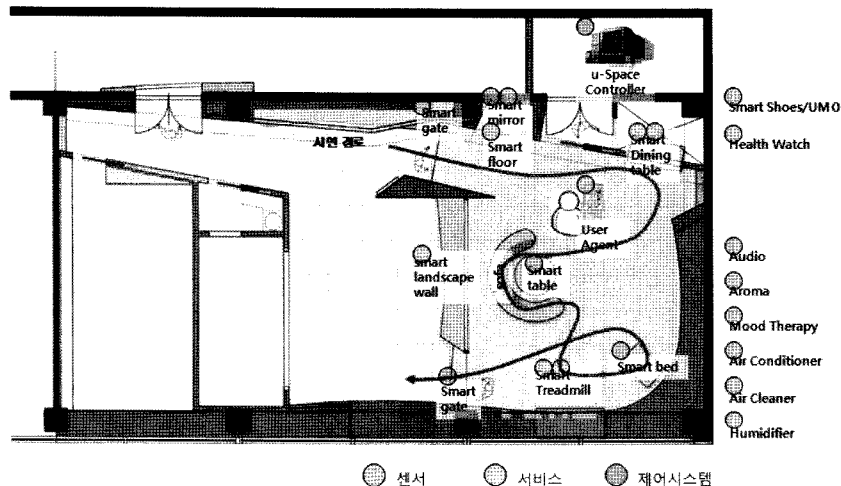 u-Space
Controller
Smart
gate
Smart
mirror
Smart
floor
시연 경로
Smart
Dining
table
Smart Shoes/UMO
Health Watch
User
Agent
Smart
landscape
wall
sofa
Smart
table
Audio
Aroma
Mood Therapy
Air Conditioner
Air Cleaner
Humidifier
Smart
gate
Smart
Treadmill
Smart bed
센서
서비스
제어시스템